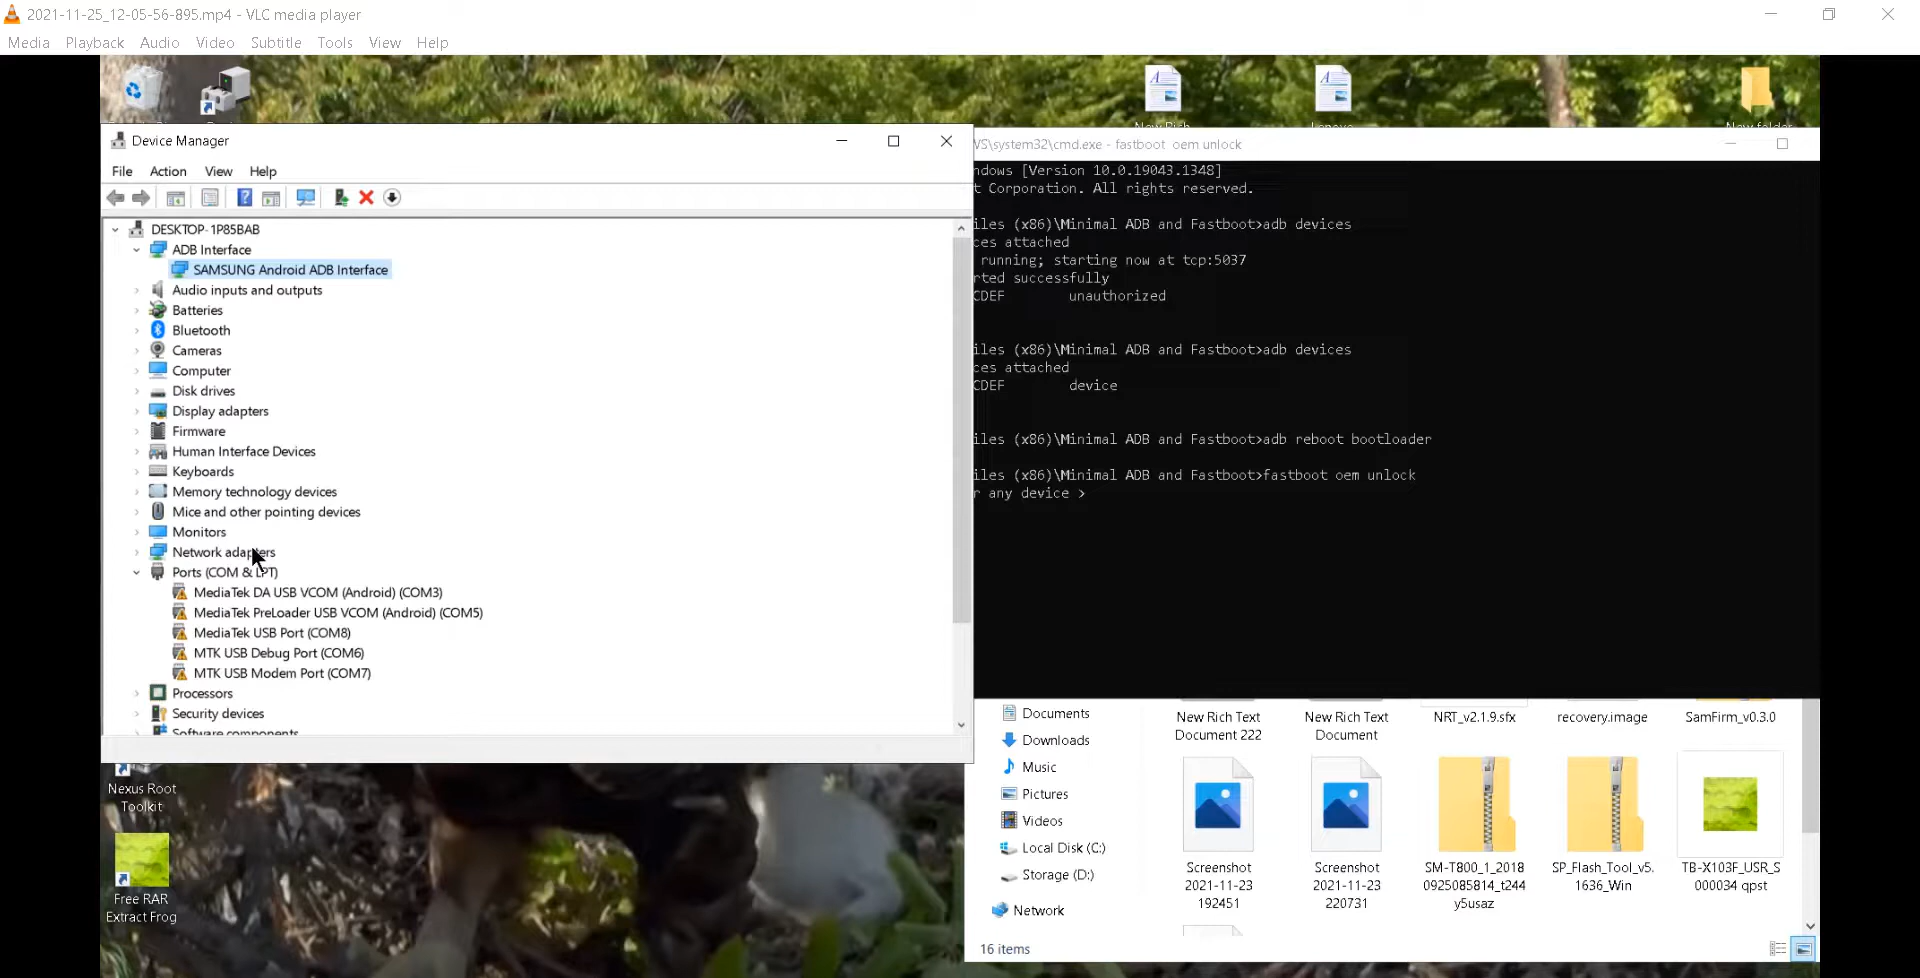 2021-11-25_12-05-56-895.mp4 - VLC media player
Media Playback Audio Video Subtitle Tools View Help
Device Manager
File Action View Help
DESKTOP-1P85BAB
ADB Interface
SAMSUNG Android ADB Interface
Audio inputs and outputs
Batteries
Bluetooth
Cameras
Computer
Disk drives
Display adapters
Firmware
Human Interface Devices
Keyboards
Memory technology devices
Mice and other pointing devices
Monitors
Network adapters
Ports (COM & LPT)
MediaTek DA USB VCOM (Android) (COM3)
MediaTek PreLoader USB VCOM (Android) (COM5)
MediaTek USB Port (COM8)
MTK USB Debug Port (COM6)
MTK USB Modem Port (COM7)
Processors
Security devices
Software components
New Rich
Lenovo
New folder
VS\system32\cmd.exe - fastboot oem unlock
ndows [Version 10.0.19043.1348]
t Corporation. All rights reserved.
iles (x86)\Minimal ADB and Fastboot>adb devices
ces attached
running; starting now at tcp:5037
rted successfully
CDEF unauthorized
iles (x86)\Minimal ADB and Fastboot>adb devices
ces attached
CDEF device
iles (x86)\Minimal ADB and Fastboot>adb reboot bootloader
iles (x86)\Minimal ADB and Fastboot>fastboot oem unlock
r any device >
Documents
Downloads
Music
Pictures
Videos
Local Disk (C:)
Storage (D:)
Network
New Rich Text
Document 222
New Rich Text
Document
NRT_v2.1.9.sfx
recovery.image
SamFirm_v0.3.0
Screenshot
2021-11-23
192451
Screenshot
2021-11-23
220731
SM-T800_1_2018
0925085814_t244
y5usaz
SP_Flash_Tool_v5.
1636_Win
TB-X103F_USR_S
000034 qpst
16 items
Nexus Root
Toolkit
Free RAR
Extract Frog